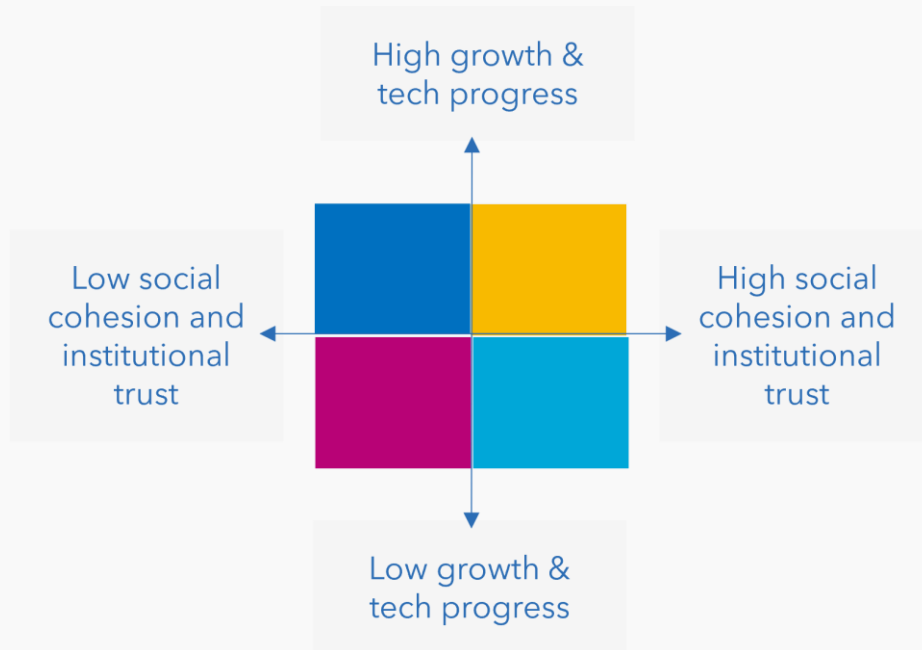 High growth &
tech progress
Low social
cohesion and
institutional
trust
High social
cohesion and
institutional
trust
Low growth &
tech progress